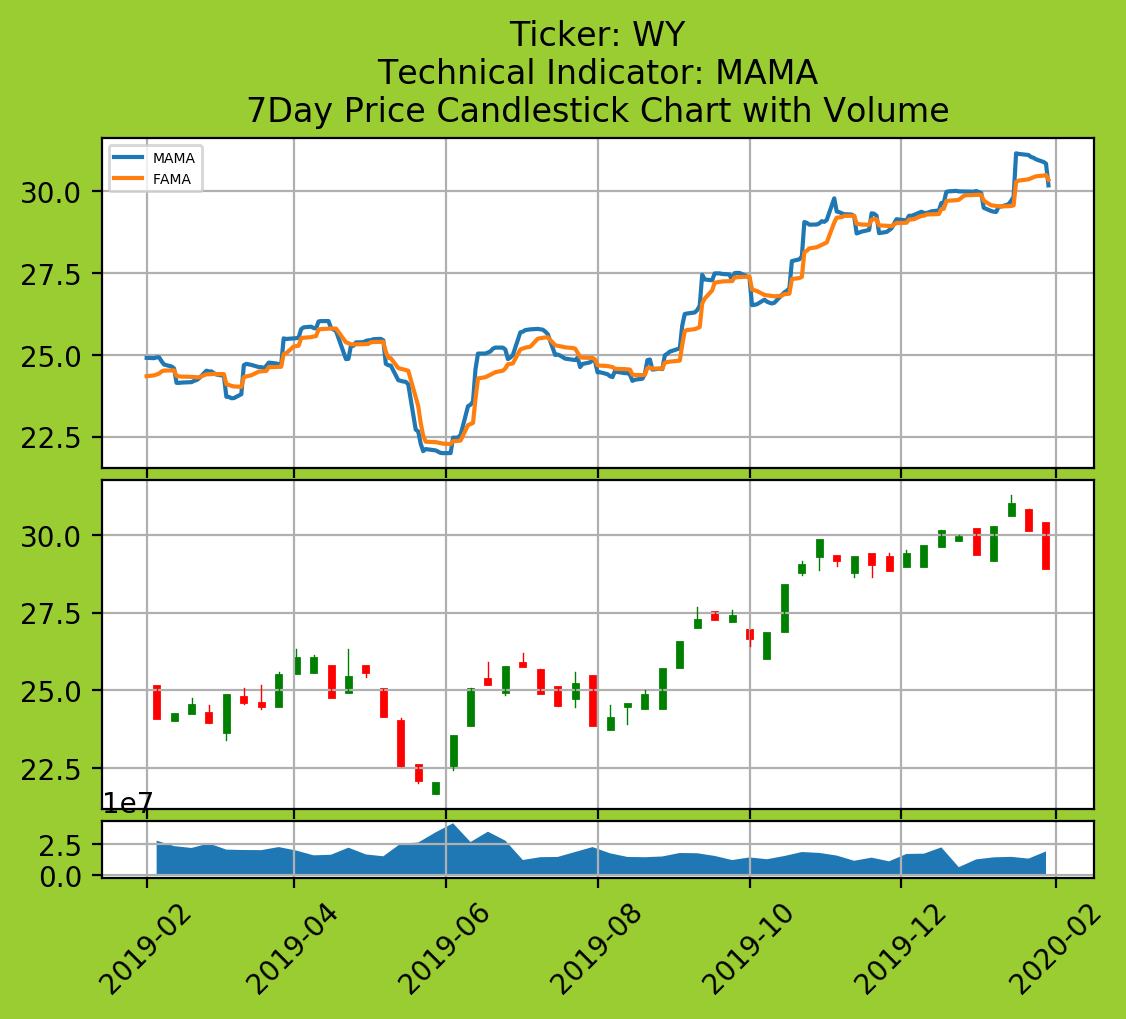 Ticker: WY
Technical Indicator: MAMA
7Day Price Candlestick Chart with Volume
MAMA
FAMA
30.0
27.5
25.0
22.5
30.0
27.5
25.0
22.5
1e7
2.5
0.0
2019-02
2019-04
2019-06
2019-08
2019-10
2019-12
2020-02